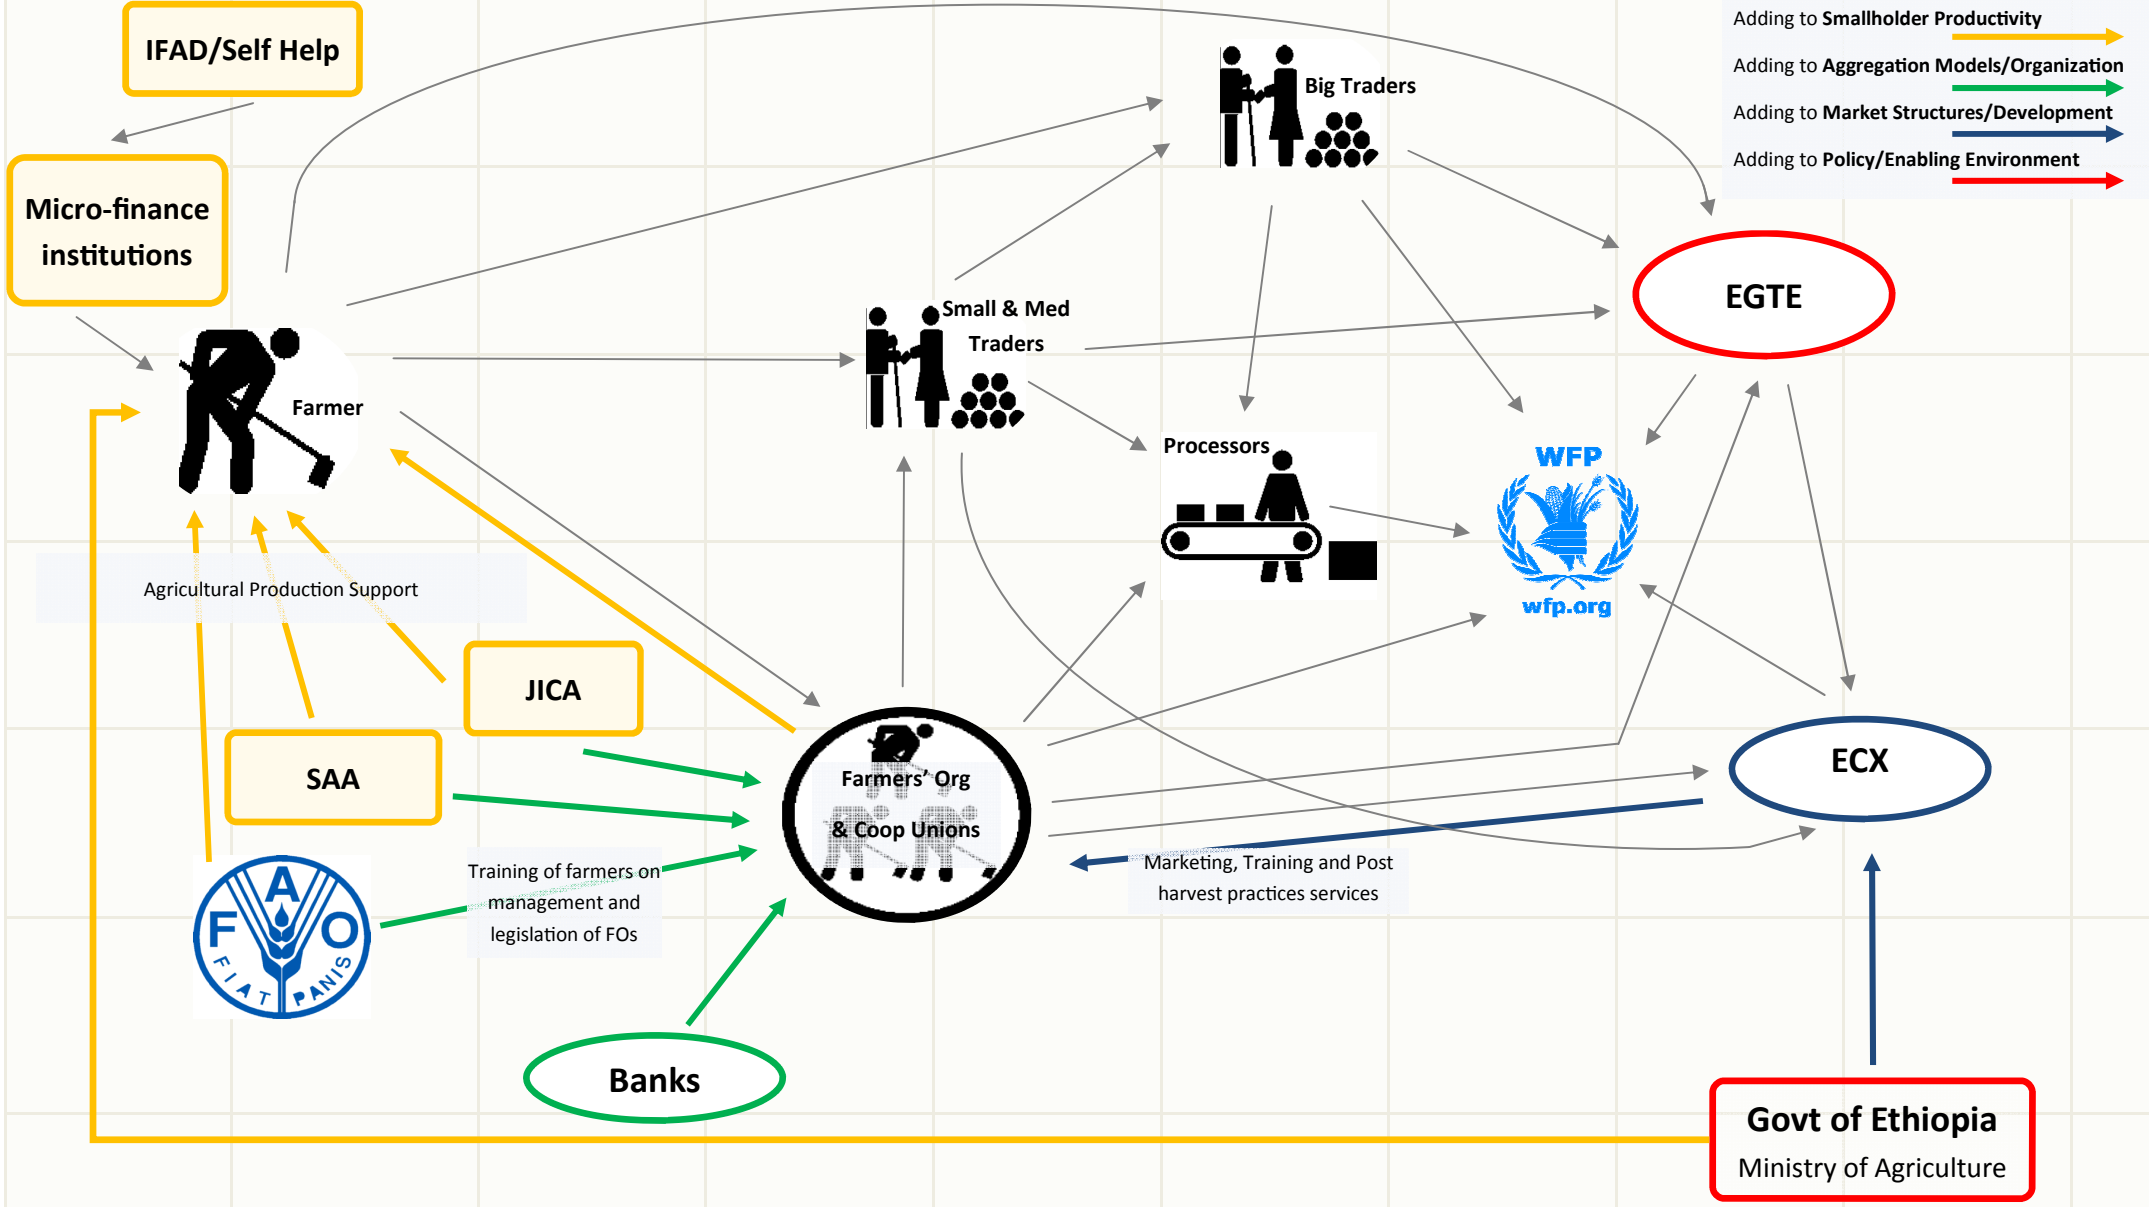 IFAD/Self Help
Adding to Smallholder Productivity
Adding to Aggregation Models/Organization
Adding to Market Structures/Development
Adding to Policy/Enabling Environment
Big Traders
Micro-finance
institutions
EGTE
Small & Med
Traders
Farmer
Processors
WFP
wfp.org
Agricultural Production Support
JICA
SAA
Farmers' Org
& Coop Unions
ECX
Training of farmers on
management and
legislation of FOs
Marketing, Training and Post
harvest practices services
F A O
FIAT PANIS
Banks
Govt of Ethiopia
Ministry of Agriculture